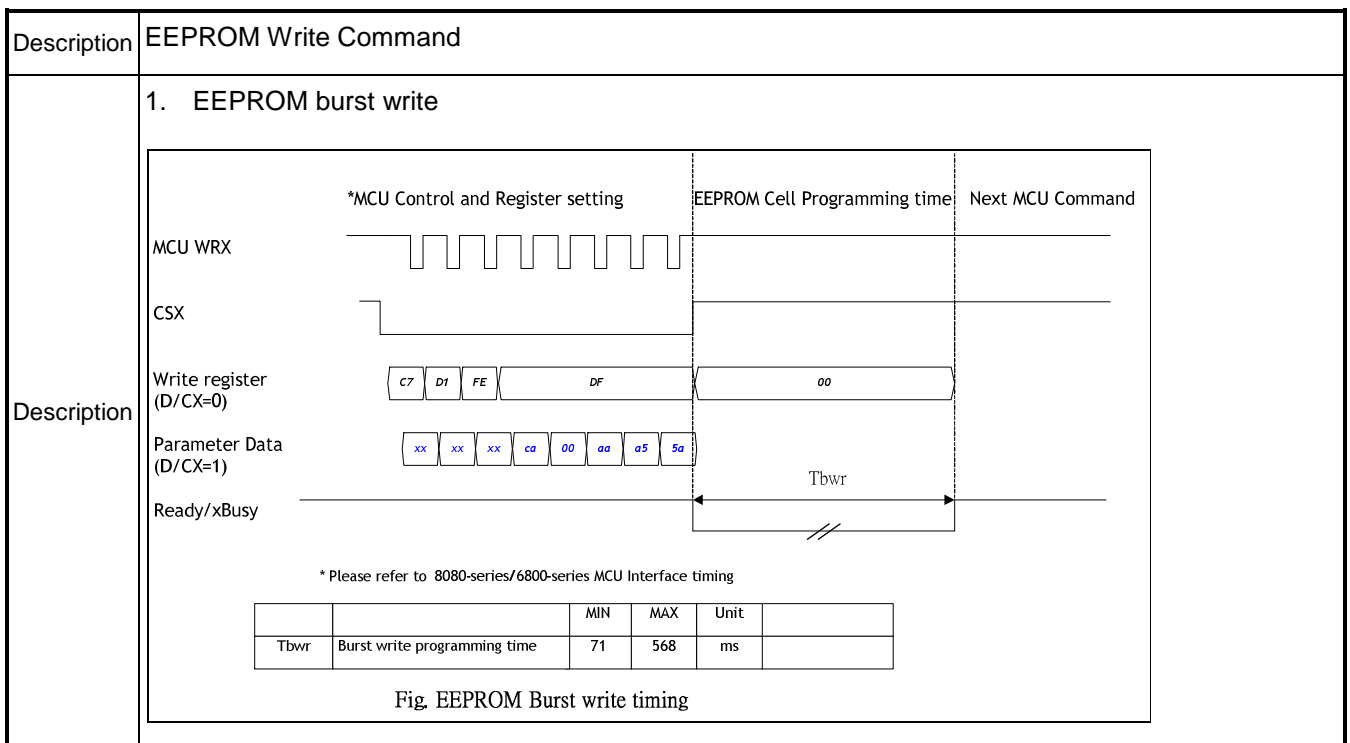 Description EEPROM Write Command
Description
1. EEPROM burst write
*MCU Control and Register setting EEPROM Cell Programming time Next MCU Command
MCU WRX
CSX
Write register
(D/CX=0)
C7 D1 FE DF 00
Parameter Data
(D/CX=1)
xx xx xx ca 00 aa a5 5a
Tbwr
Ready/xBusy
* Please refer to 8080-series/6800-series MCU Interface timing
MIN MAX Unit
Tbwr Burst write programming time 71 568 ms
Fig. EEPROM Burst write timing